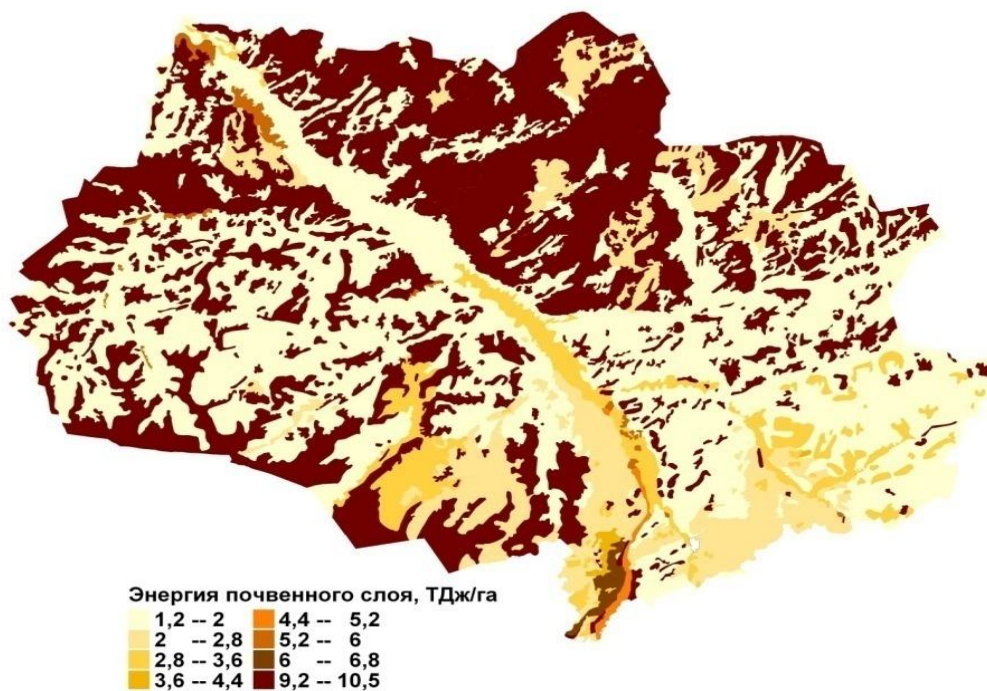 Энергия почвенного слоя, ТДж/га
1,2 -- 2 4,4 -- 5,2
2 -- 2,8 5,2 -- 6
2,8 -- 3,6 6 -- 6,8
3,6 -- 4,4 9,2 -- 10,5